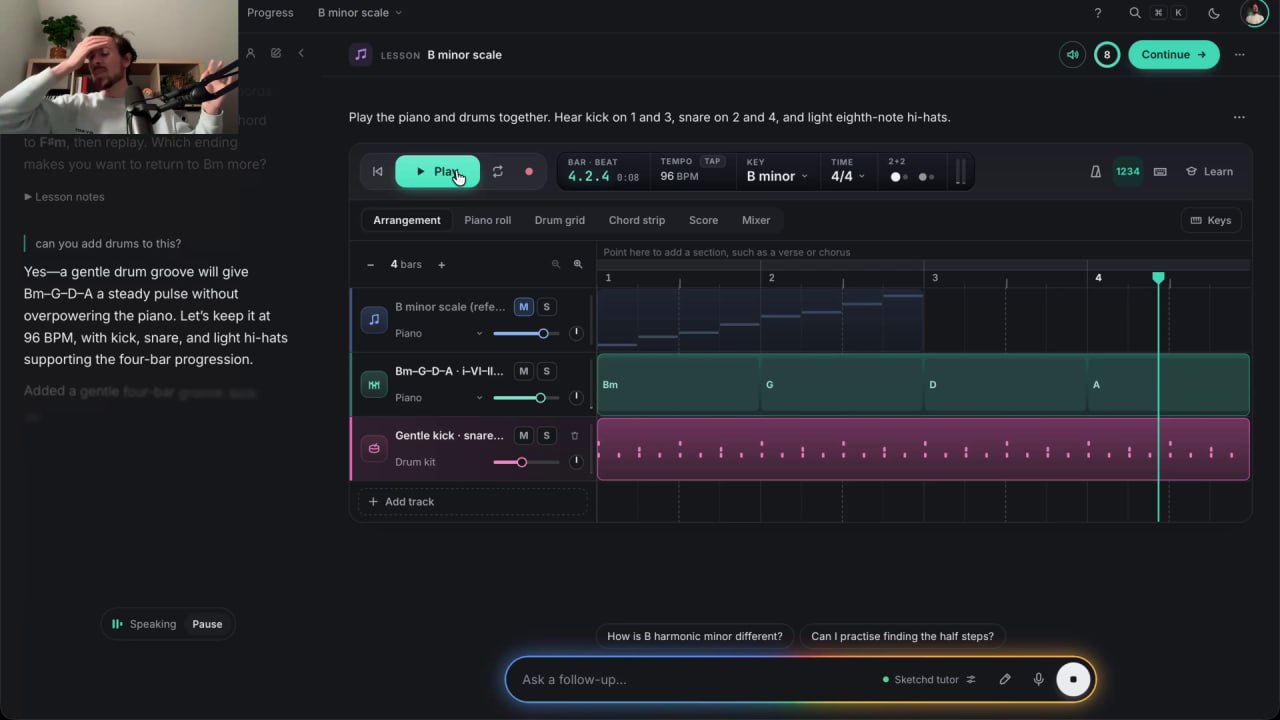 Progress
B minor scale
?
⌘ K
LESSON B minor scale
8
Continue →
chord
to F#m, then replay. Which ending
makes you want to return to Bm more?
Lesson notes
can you add drums to this?
Yes—a gentle drum groove will give
Bm–G–D–A a steady pulse without
overpowering the piano. Let's keep it at
96 BPM, with kick, snare, and light hi-hats
supporting the four-bar progression.
Added a gentle four-bar groove
Speaking Pause
Play the piano and drums together. Hear kick on 1 and 3, snare on 2 and 4, and light eighth-note hi-hats.
Play
BAR · BEAT
4.2.4 0:08
TEMPO TAP
96 BPM
KEY
B minor
TIME
4/4
2+2
1234
Learn
Arrangement Piano roll Drum grid Chord strip Score Mixer
Keys
− 4 bars +
Point here to add a section, such as a verse or chorus
1 2 3 4
B minor scale (refe... M S
Piano
Bm–G–D–A · i–VI–II... M S
Piano
Bm G D A
Gentle kick · snare... M S
Drum kit
+ Add track
How is B harmonic minor different?
Can I practise finding the half steps?
Ask a follow-up...
Sketchd tutor